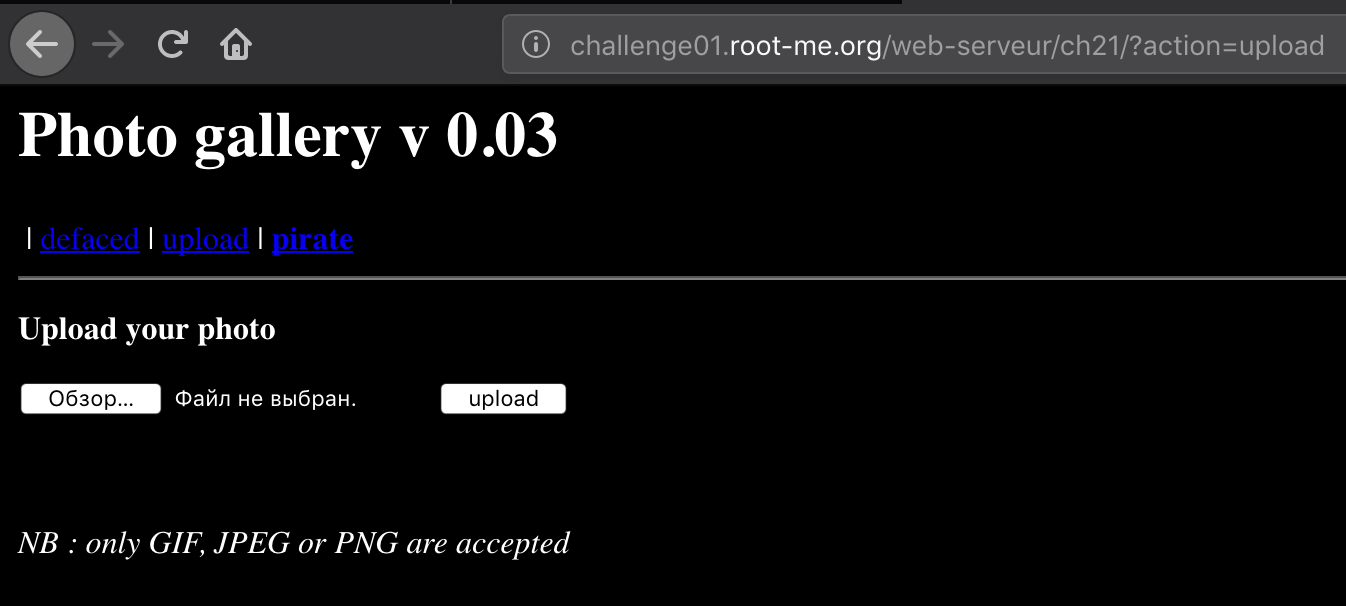 challenge01.root-me.org/web-serveur/ch21/?action=upload
Photo gallery v 0.03
| defaced | upload | pirate
Upload your photo
Обзор... Файл не выбран. upload
NB : only GIF, JPEG or PNG are accepted